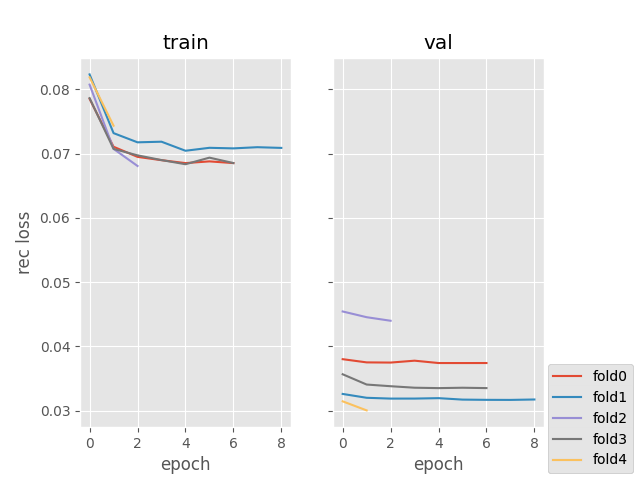 train
val
0.08
0.07
0.06
0.05
0.04
0.03
rec loss
0 2 4 6 8
0 2 4 6 8
epoch
epoch
fold0
fold1
fold2
fold3
fold4